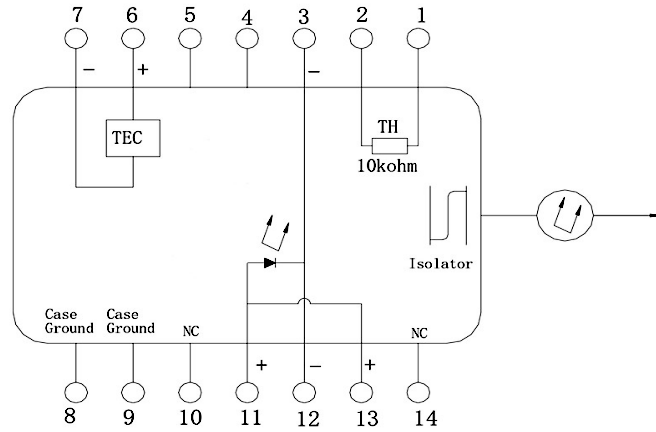 7 6 5 4 3 2 1
− + −
TEC
TH
10kohm
Isolator
Case Ground
Case Ground
NC
NC
+ − +
8 9 10 11 12 13 14